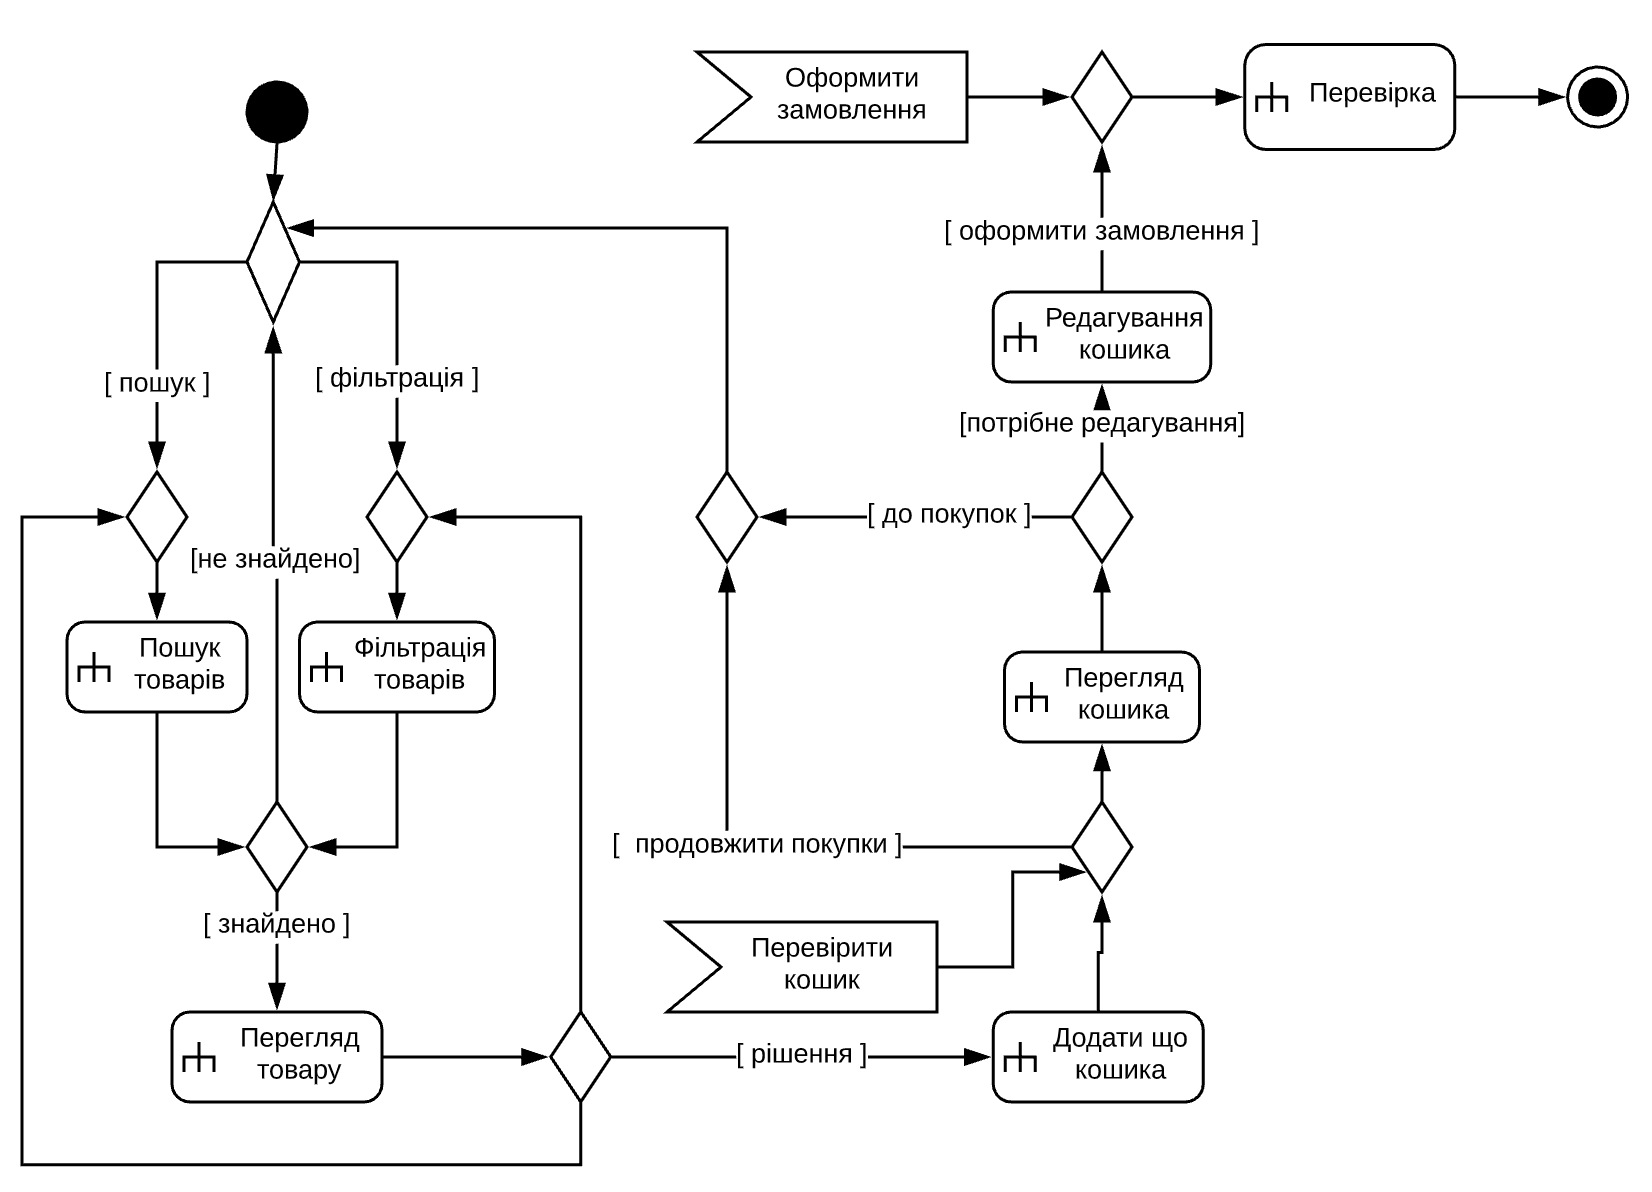 Оформити
замовлення
Перевірка
[ оформити замовлення ]
Редагування
кошика
[ пошук ]
[ фільтрація ]
[потрібне редагування]
[ до покупок ]
[не знайдено]
Пошук
товарів
Фільтрація
товарів
Перегляд
кошика
[ продовжити покупки ]
[ знайдено ]
Перевірити
кошик
Перегляд
товару
[ рішення ]
Додати що
кошика